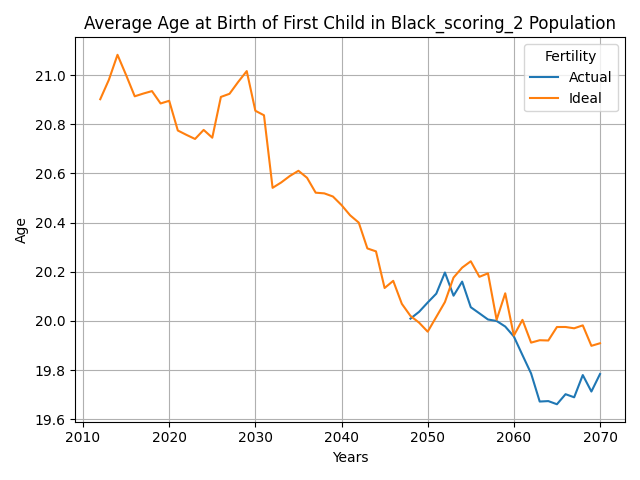 Average Age at Birth of First Child in Black_scoring_2 Population
Fertility
Actual
Ideal
Age
21.0
20.8
20.6
20.4
20.2
20.0
19.8
19.6
2010 2020 2030 2040 2050 2060 2070
Years